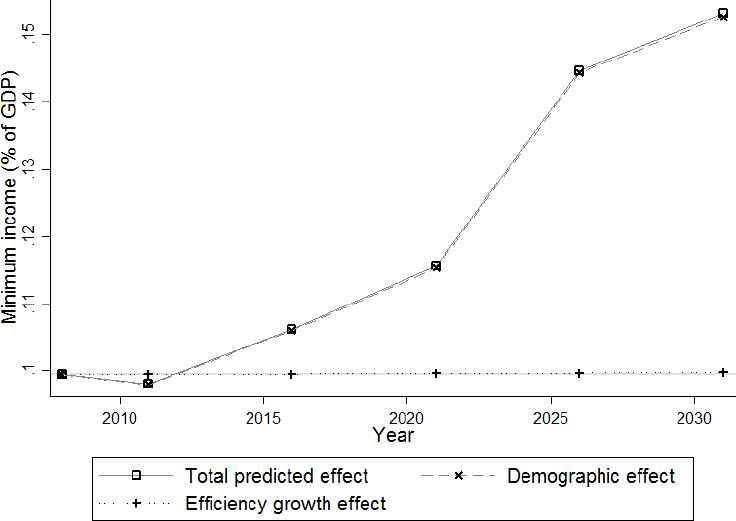 Minimum income (% of GDP)
.15
.14
.13
.12
.11
.1
2010 2015 2020 2025 2030
Year
Total predicted effect Demographic effect
Efficiency growth effect